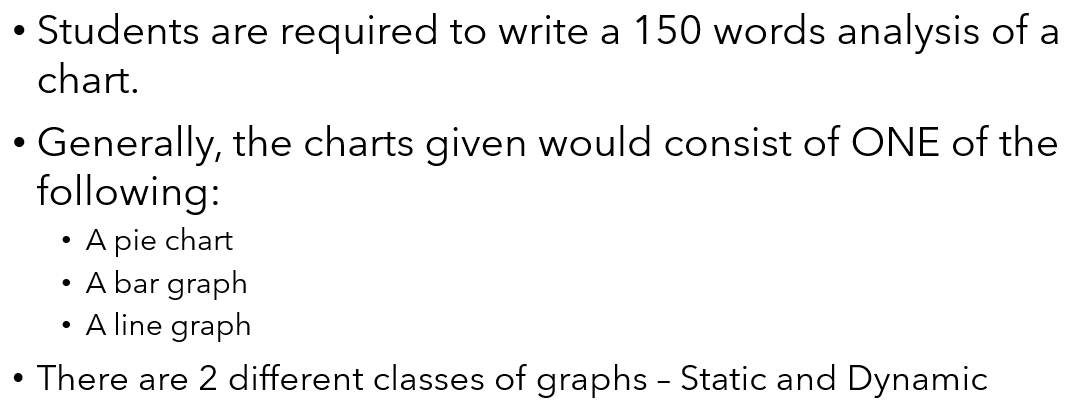 • Students are required to write a 150 words analysis of a
chart.
• Generally, the charts given would consist of ONE of the
following:
• A pie chart
• A bar graph
• A line graph
• There are 2 different classes of graphs – Static and Dynamic